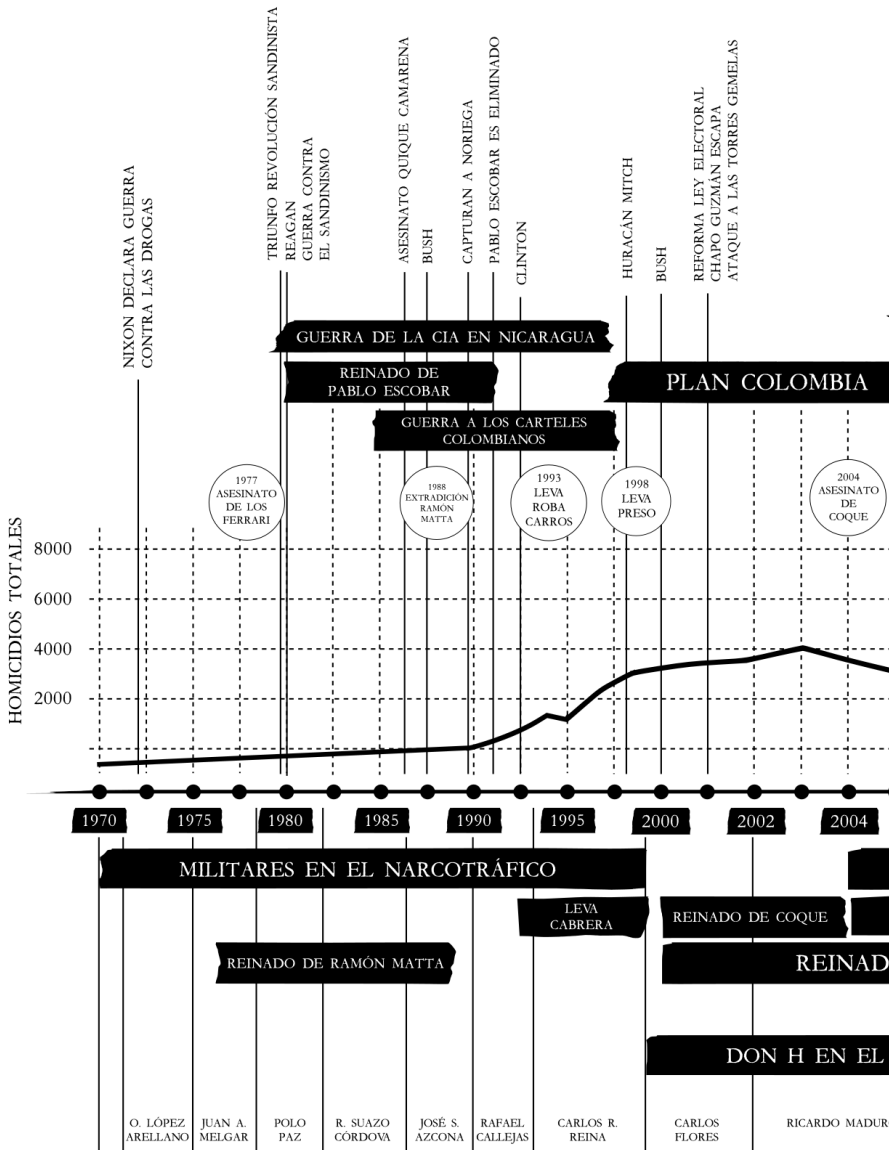 NIXON DECLARA GUERRA
CONTRA LAS DROGAS
TRIUNFO REVOLUCIÓN SANDINISTA
REAGAN
GUERRA CONTRA
EL SANDINISMO
ASESINATO QUIQUE CAMARENA
BUSH
CAPTURAN A NORIEGA
PABLO ESCOBAR ES ELIMINADO
CLINTON
HURACÁN MITCH
BUSH
REFORMA LEY ELECTORAL
CHAPO GUZMÁN ESCAPA
ATAQUE A LAS TORRES GEMELAS
GUERRA DE LA CIA EN NICARAGUA
REINADO DE
PABLO ESCOBAR
PLAN COLOMBIA
GUERRA A LOS CARTELES
COLOMBIANOS
1977
ASESINATO
DE LOS
FERRARI
1988
EXTRADICIÓN
RAMÓN
MATTA
1993
LEVA
ROBA
CARROS
1998
LEVA
PRESO
2004
ASESINATO
DE
COQUE
HOMICIDIOS TOTALES
8000
6000
4000
2000
1970
1975
1980
1985
1990
1995
2000
2002
2004
MILITARES EN EL NARCOTRÁFICO
LEVA
CABRERA
REINADO DE COQUE
REINADO DE RAMÓN MATTA
REINAD
DON H EN EL
O. LÓPEZ
ARELLANO
JUAN A.
MELGAR
POLO
PAZ
R. SUAZO
CÓRDOVA
JOSÉ S.
AZCONA
RAFAEL
CALLEJAS
CARLOS R.
REINA
CARLOS
FLORES
RICARDO MADURO